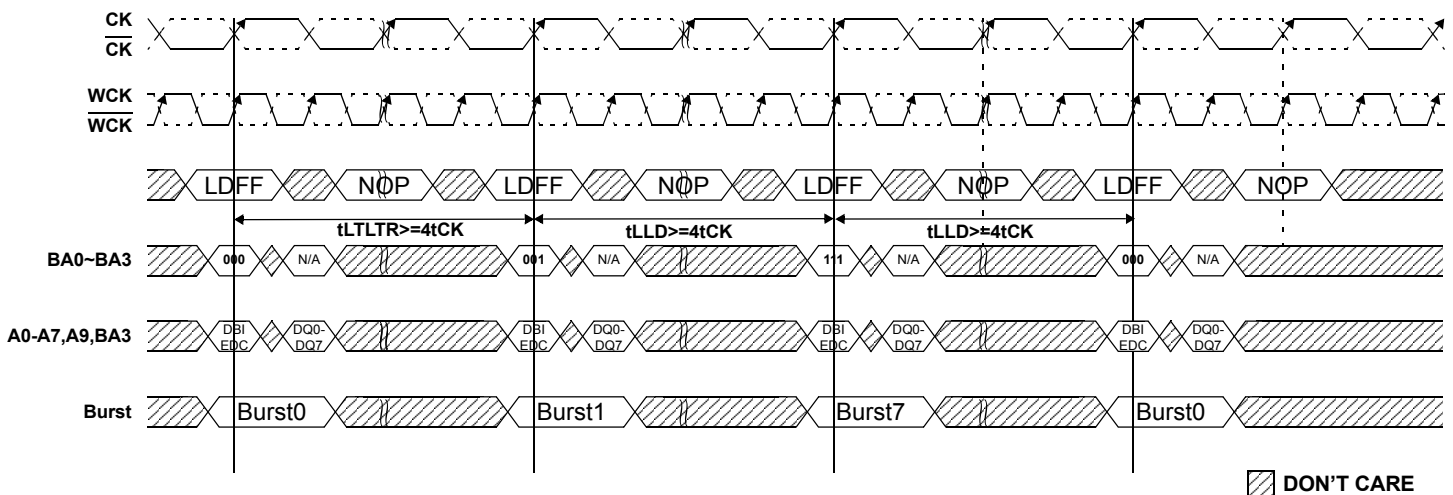 CK
CK
WCK
WCK
LDFF NOP LDFF NOP LDFF NOP LDFF NOP
tLTLTR>=4tCK tLLD>=4tCK tLLD>=4tCK
BA0~BA3 000 N/A 001 N/A 111 N/A 000 N/A
A0-A7,A9,BA3 DBI EDC DQ0-DQ7 DBI EDC DQ0-DQ7 DBI EDC DQ0-DQ7 DBI EDC DQ0-DQ7
Burst Burst0 Burst1 Burst7 Burst0
DON'T CARE